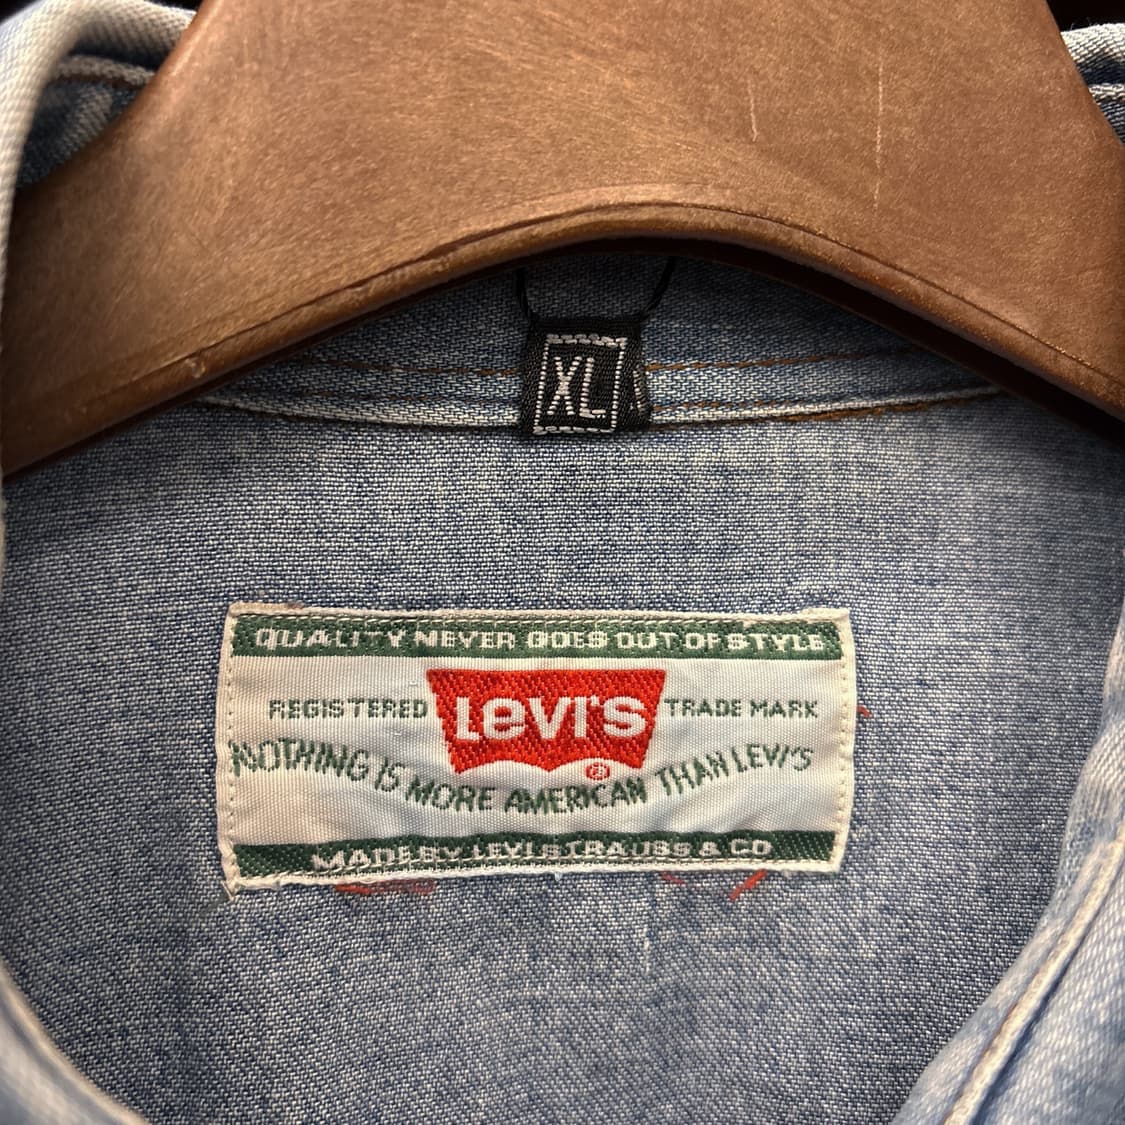 XL
QUALITY NEVER GOES OUT OF STYLE
REGISTERED Levi's TRADE MARK
®
NOTHING IS MORE AMERICAN THAN LEVI'S
MADE BY LEVI STRAUSS & CO